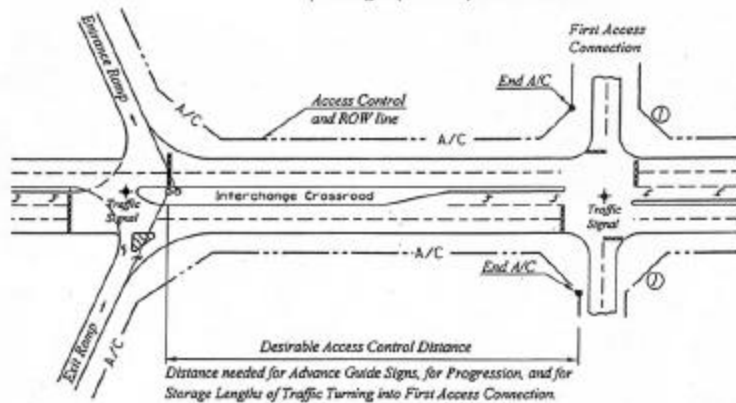 First Access
Connection
Entrance Ramp
End A/C
A/C
Access Control
and ROW line
A/C
1
Interchange Crossroad
Traffic
Signal
Traffic
Signal
A/C
A/C
End A/C
1
Exit Ramp
Desirable Access Control Distance
Distance needed for Advance Guide Signs, for Progression, and for
Storage Lengths of Traffic Turning into First Access Connection.